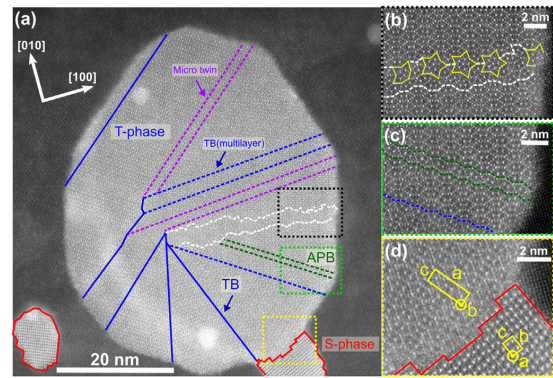 (a)
[010]
[100]
Micro twin
T-phase
TB(multilayer)
APB
TB
S-phase
20 nm
(b)
2 nm
(c)
2 nm
(d)
2 nm
c
a
b
c
b
a